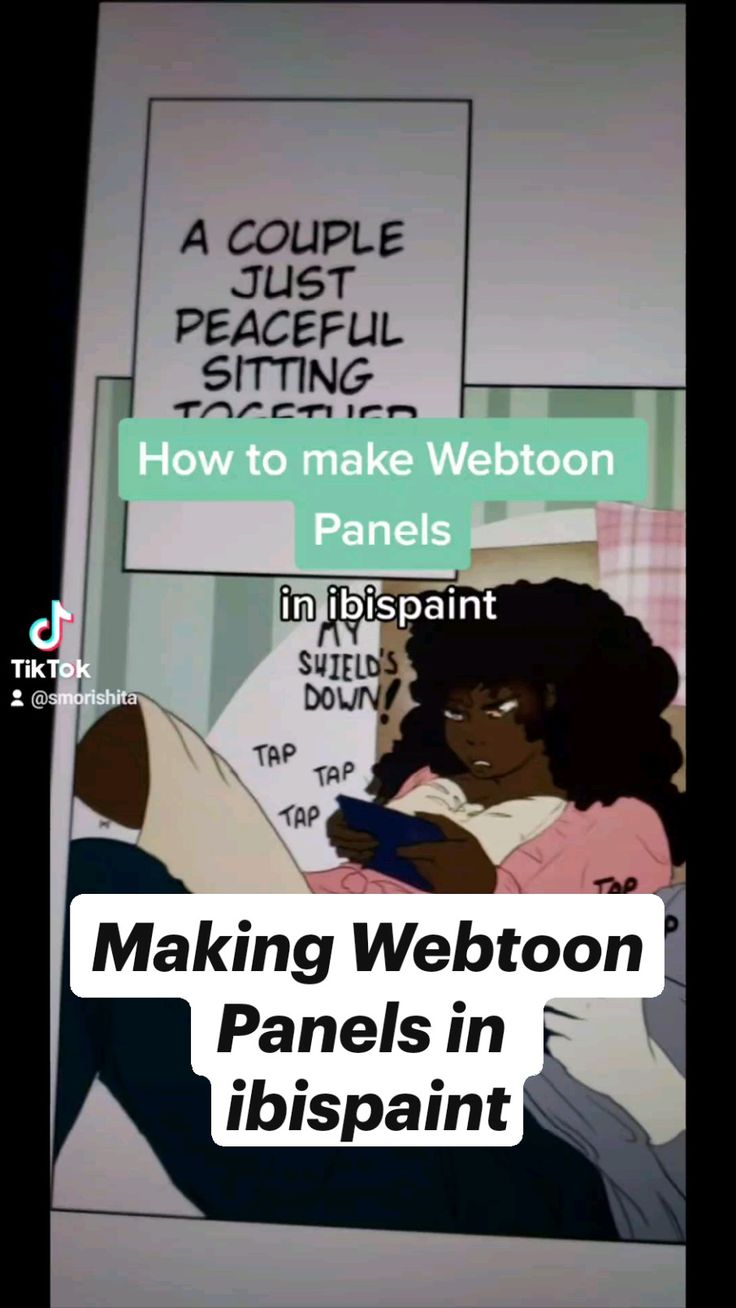 A COUPLE
JUST
PEACEFUL
SITTING
TOGETHER
How to make Webtoon
Panels
in ibispaint
MY
SHIELD'S
DOWN!
TikTok
@smorishita
TAP
TAP
TAP
TAP
Making Webtoon
Panels in
ibispaint